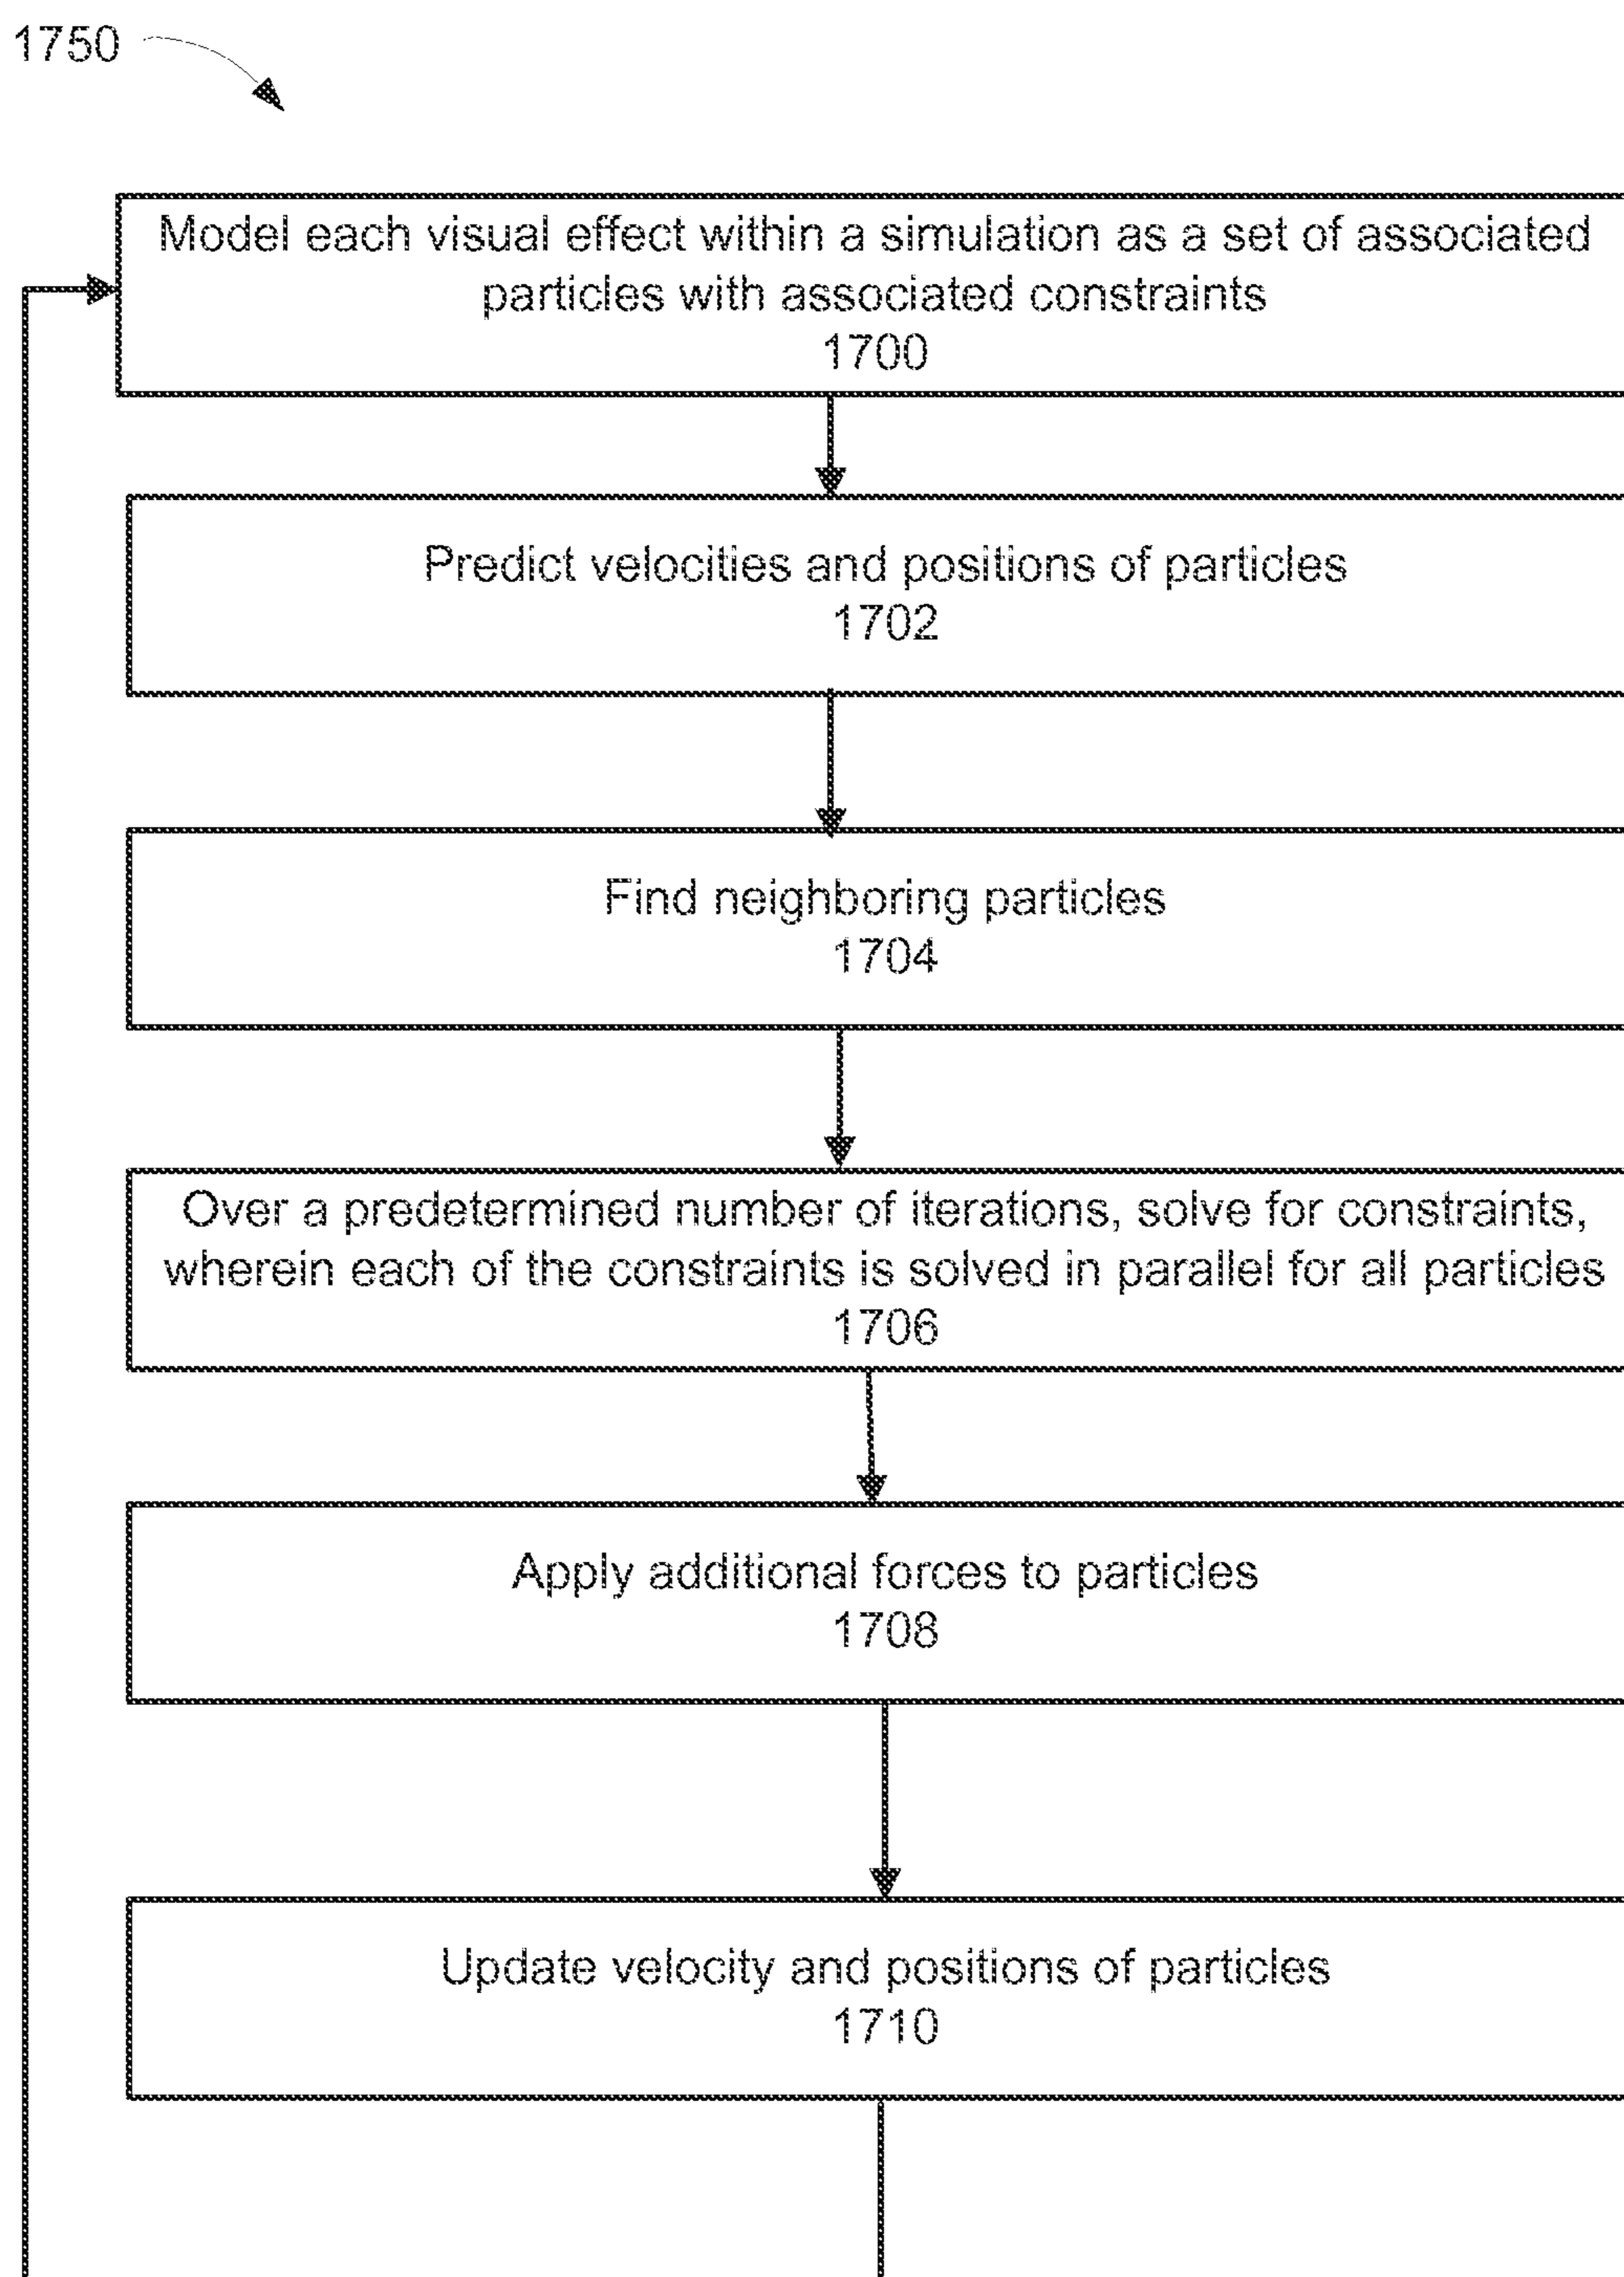 1750
Model each visual effect within a simulation as a set of associated
particles with associated constraints
1700
Predict velocities and positions of particles
1702
Find neighboring particles
1704
Over a predetermined number of iterations, solve for constraints,
wherein each of the constraints is solved in parallel for all particles
1706
Apply additional forces to particles
1708
Update velocity and positions of particles
1710